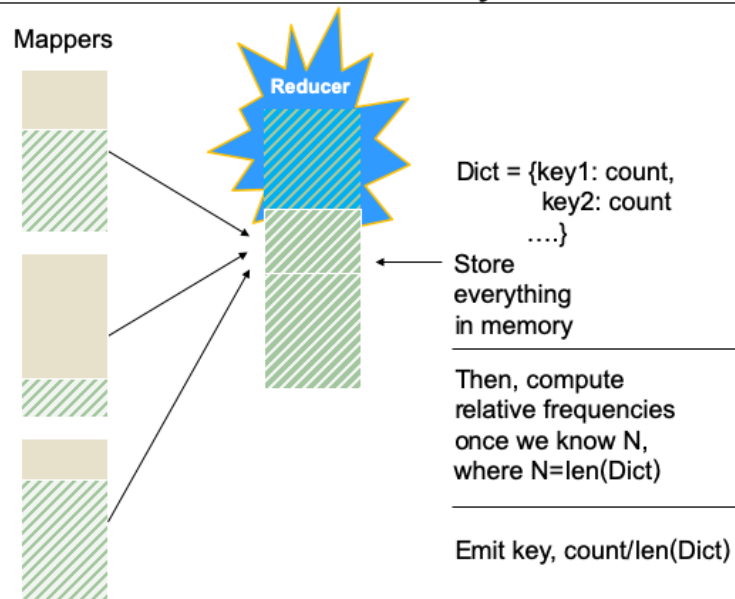 Mappers
Reducer
Dict = {key1: count,
key2: count
....}
Store
everything
in memory
Then, compute
relative frequencies
once we know N,
where N=len(Dict)
Emit key, count/len(Dict)